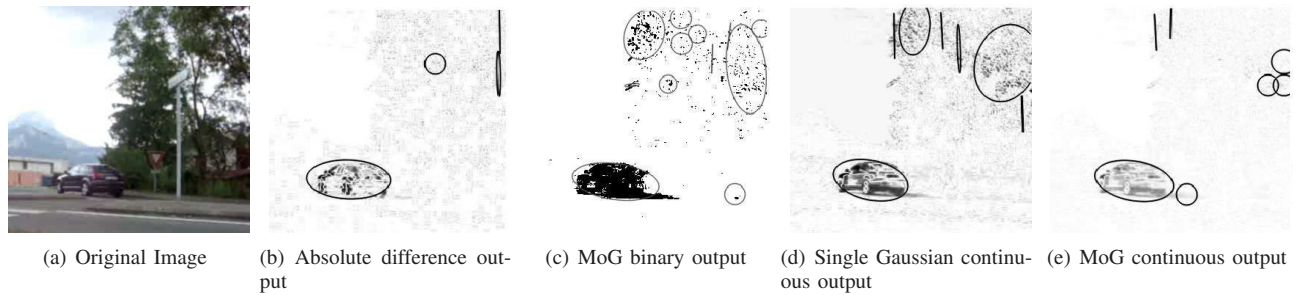 (a) Original Image
(b) Absolute difference out-
put
(c) MoG binary output
(d) Single Gaussian continu-
ous output
(e) MoG continuous output